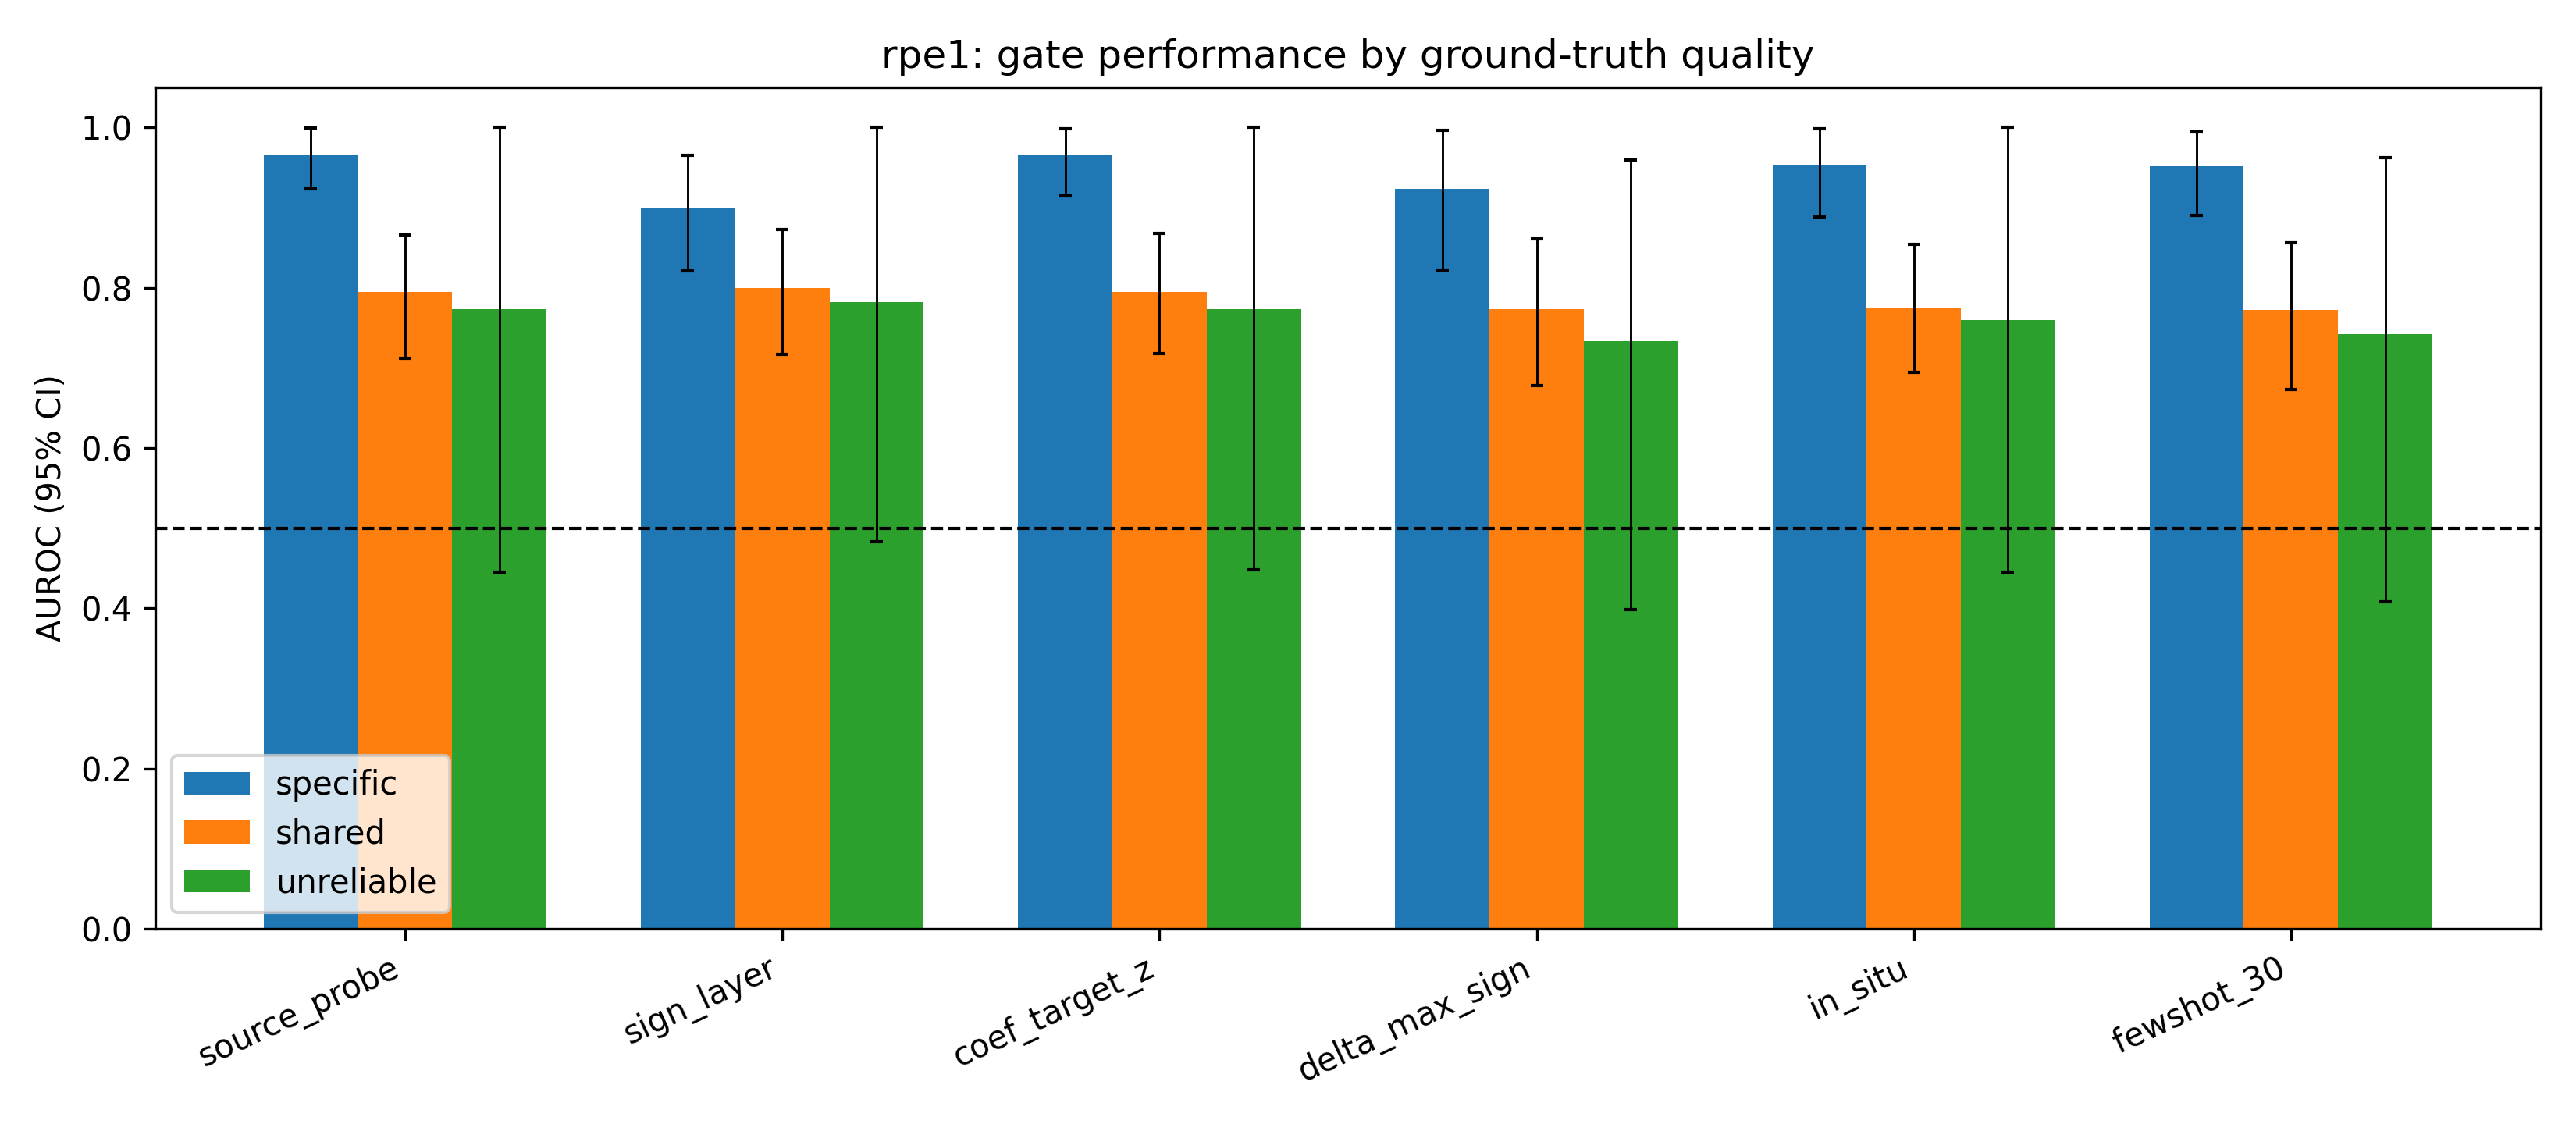 rpe1: gate performance by ground-truth quality
AUROC (95% CI)
1.0
0.8
0.6
0.4
0.2
0.0
specific
shared
unreliable
source_probe
sign_layer
coef_target_z
delta_max_sign
in_situ
fewshot_30